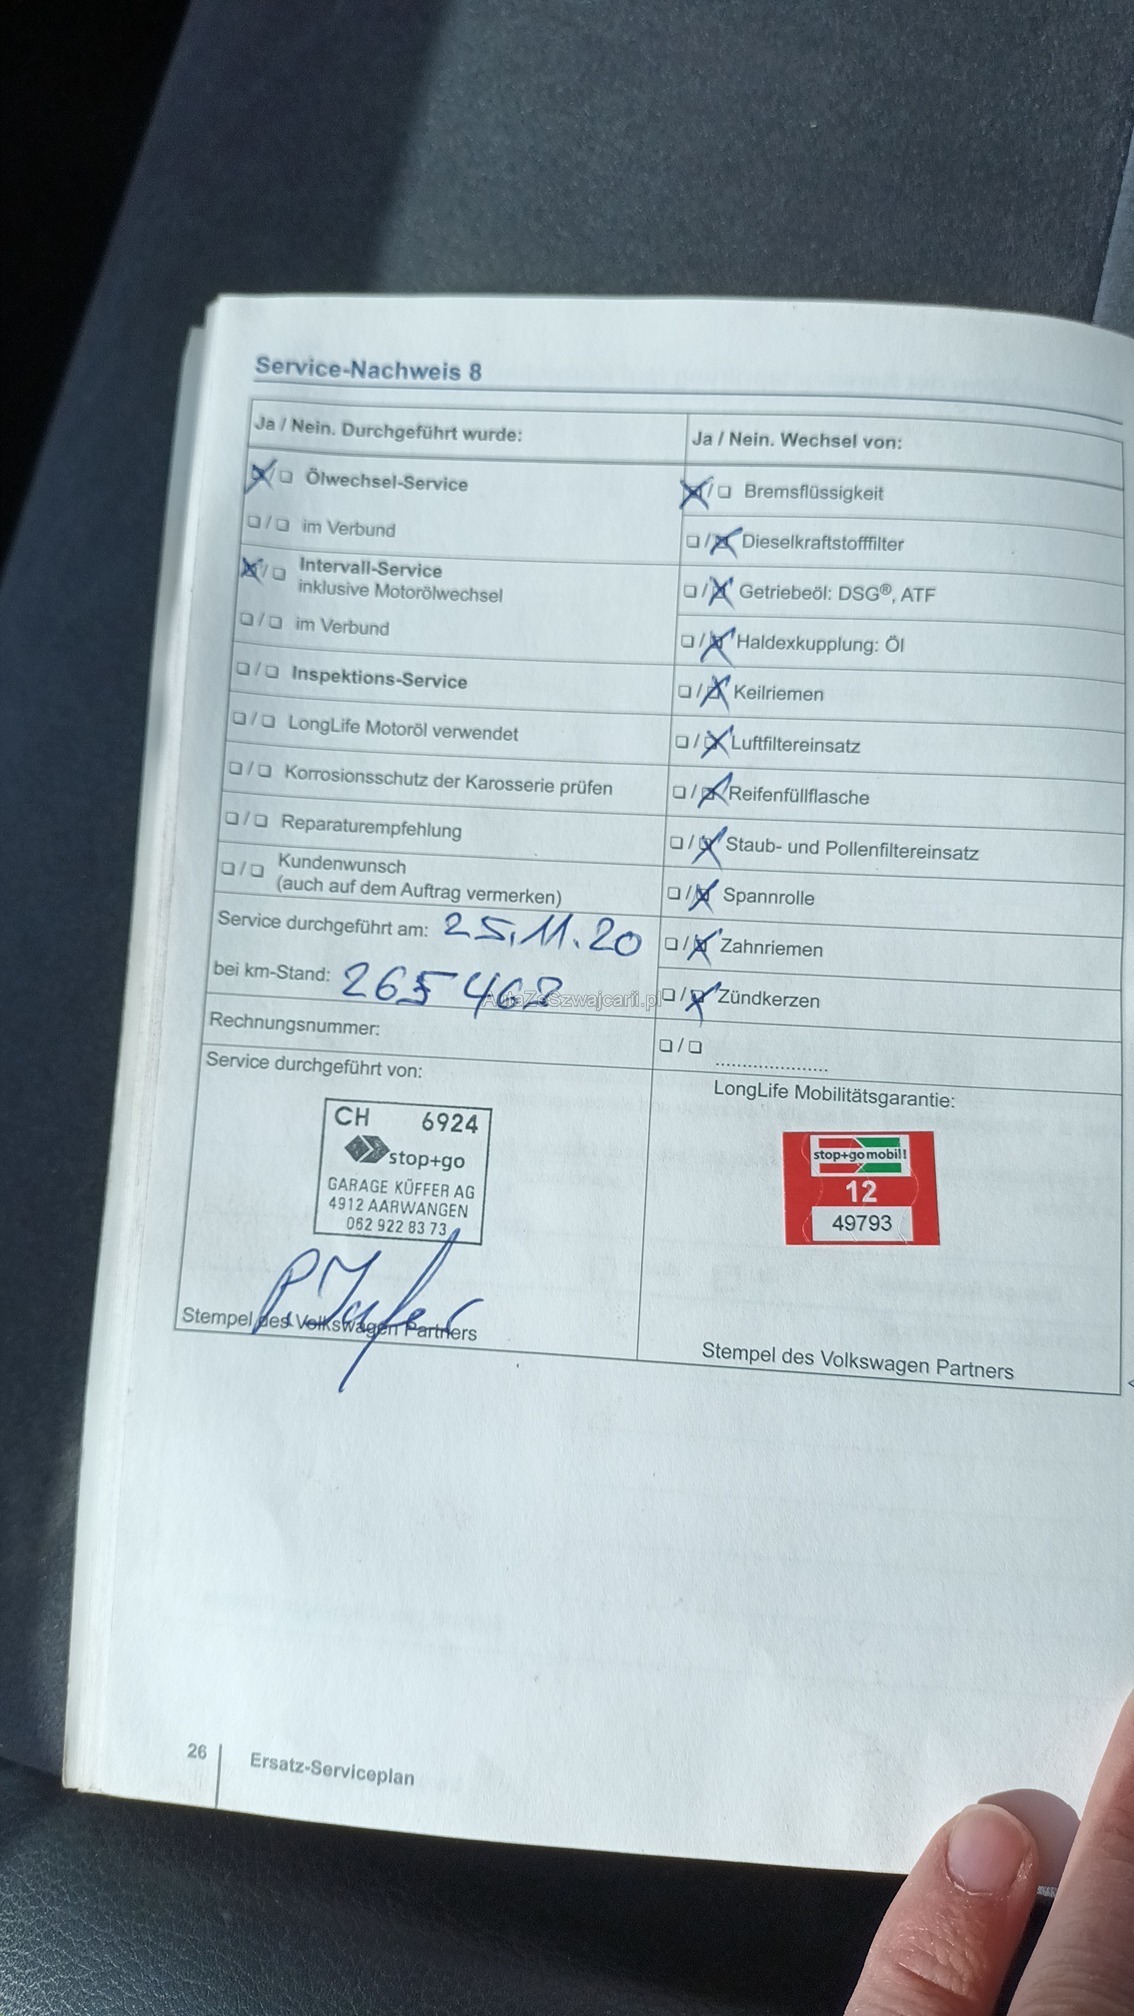 Service-Nachweis 8
Ja / Nein. Durchgeführt wurde:
☒/☐ Ölwechsel-Service
☐/☐ im Verbund
☒/☐ Intervall-Service
inklusive Motorölwechsel
☐/☐ im Verbund
☐/☐ Inspektions-Service
☐/☐ LongLife Motoröl verwendet
☐/☐ Korrosionsschutz der Karosserie prüfen
☐/☐ Reparaturempfehlung
☐/☐ Kundenwunsch
(auch auf dem Auftrag vermerken)
Service durchgeführt am: 25.11.20
bei km-Stand: 265 468
AutaZeSzwajcarii.pl
Rechnungsnummer:
Service durchgeführt von:
CH 6924
stop+go
GARAGE KÜFFER AG
4912 AARWANGEN
062 922 83 73
Stempel des Volkswagen Partners
Ja / Nein. Wechsel von:
☒/☐ Bremsflüssigkeit
☐/☒ Dieselkraftstofffilter
☐/☒ Getriebeöl: DSG®, ATF
☐/☒ Haldexkupplung: Öl
☐/☒ Keilriemen
☐/☒ Luftfiltereinsatz
☐/☒ Reifenfüllflasche
☐/☒ Staub- und Pollenfiltereinsatz
☐/☒ Spannrolle
☐/☒ Zahnriemen
☐/☒ Zündkerzen
☐/☐ ....................
LongLife Mobilitätsgarantie:
stop+go mobil!
12
49793
Stempel des Volkswagen Partners
26
Ersatz-Serviceplan